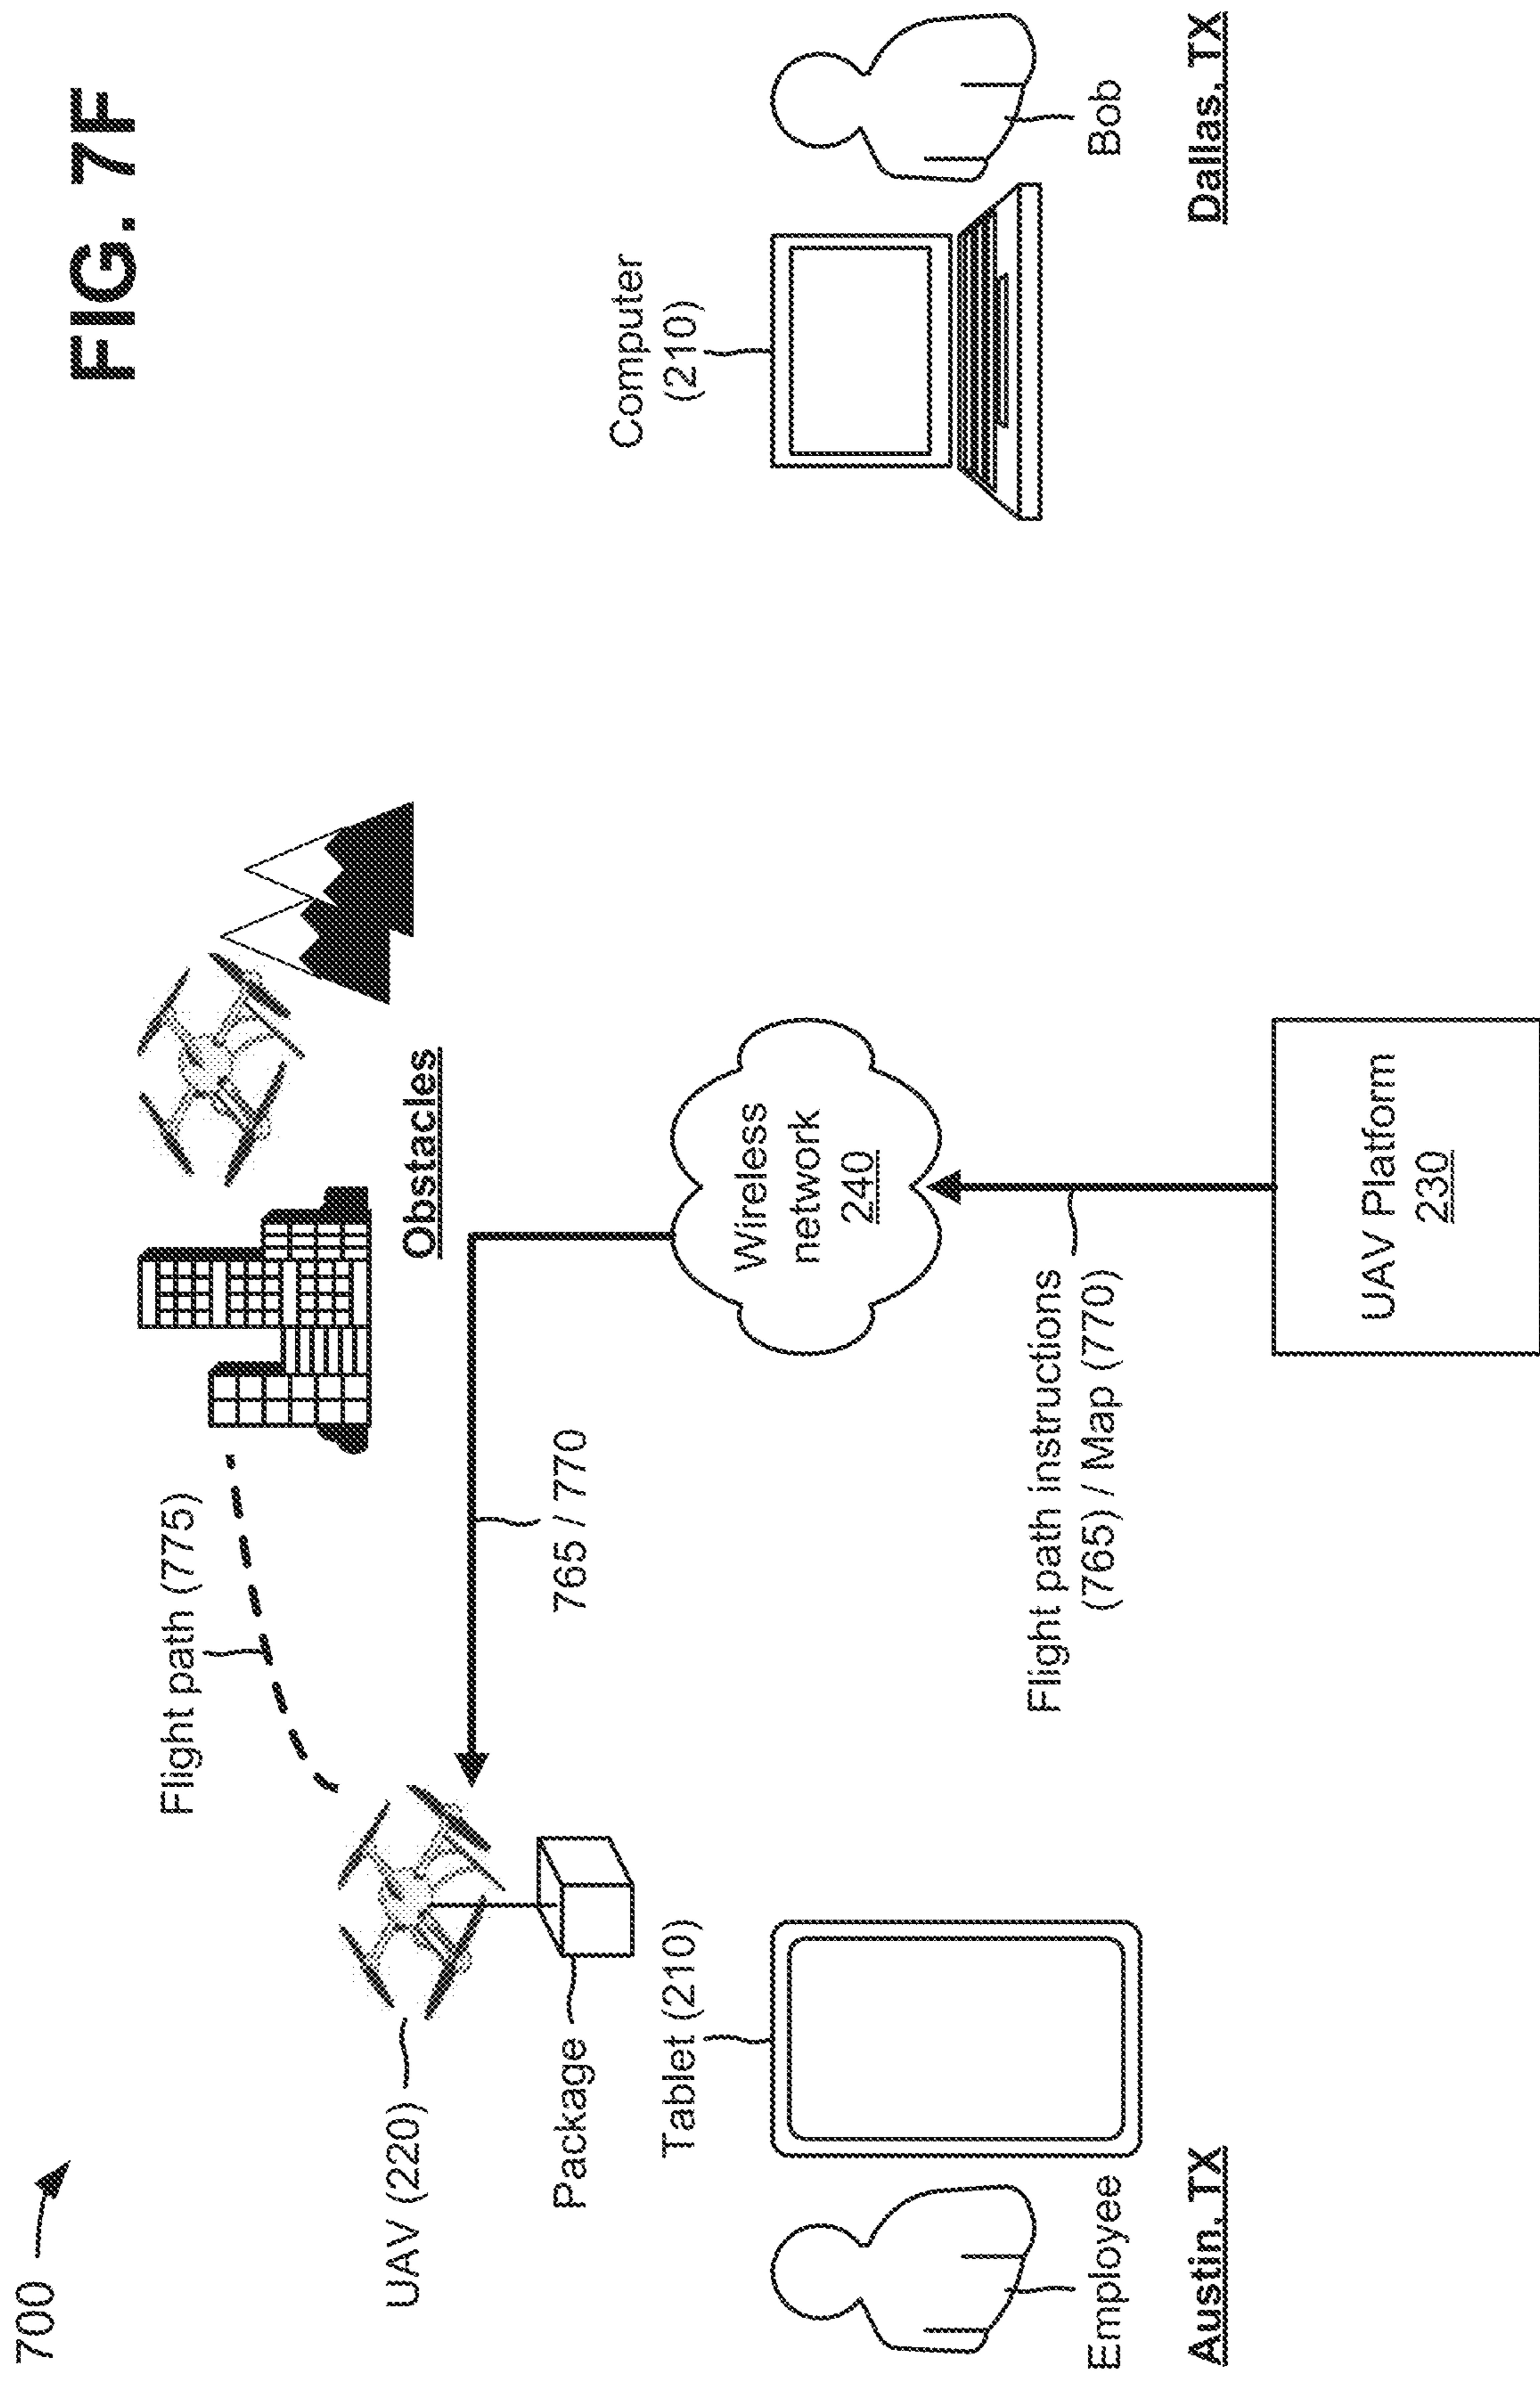 700
FIG. 7F
Flight path (775)
UAV (220)
Obstacles
765 / 770
Package
Tablet (210)
Computer
(210)
Wireless
network
240
Flight path instructions
(765) / Map (770)
Employee
Bob
Austin, TX
Dallas, TX
UAV Platform
230